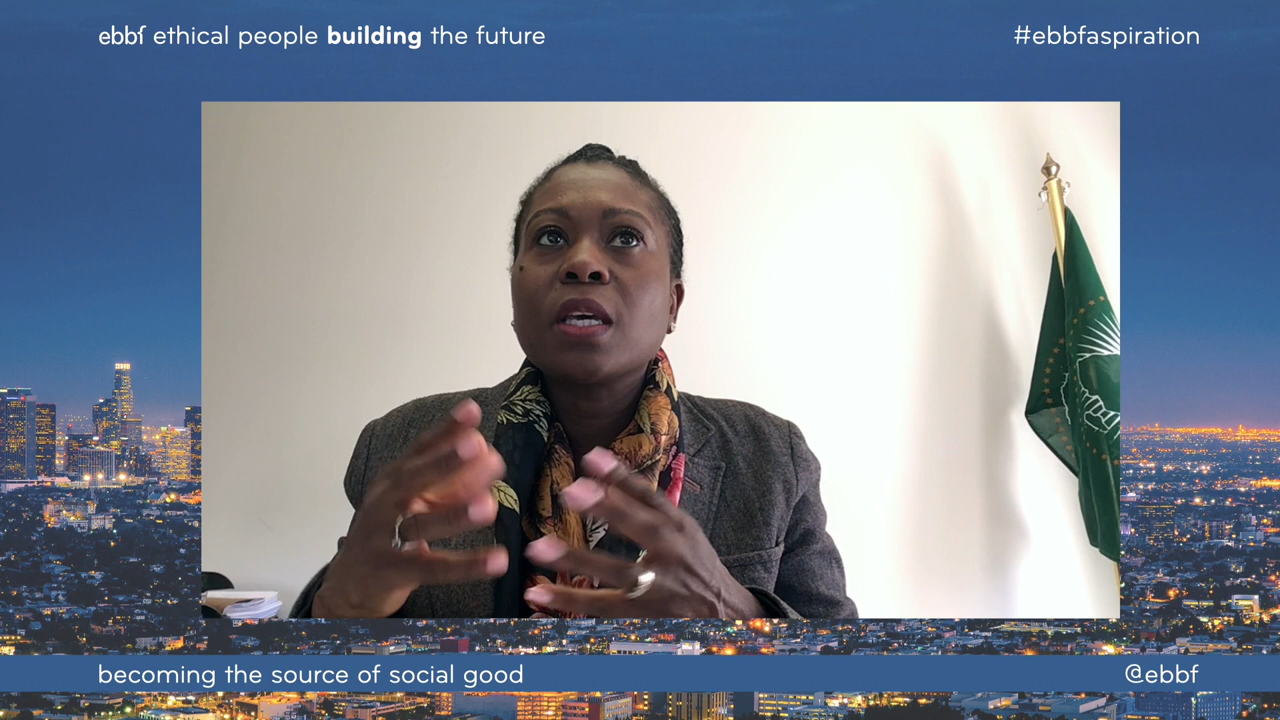 ebbf ethical people building the future
#ebbfaspiration
becoming the source of social good
@ebbf